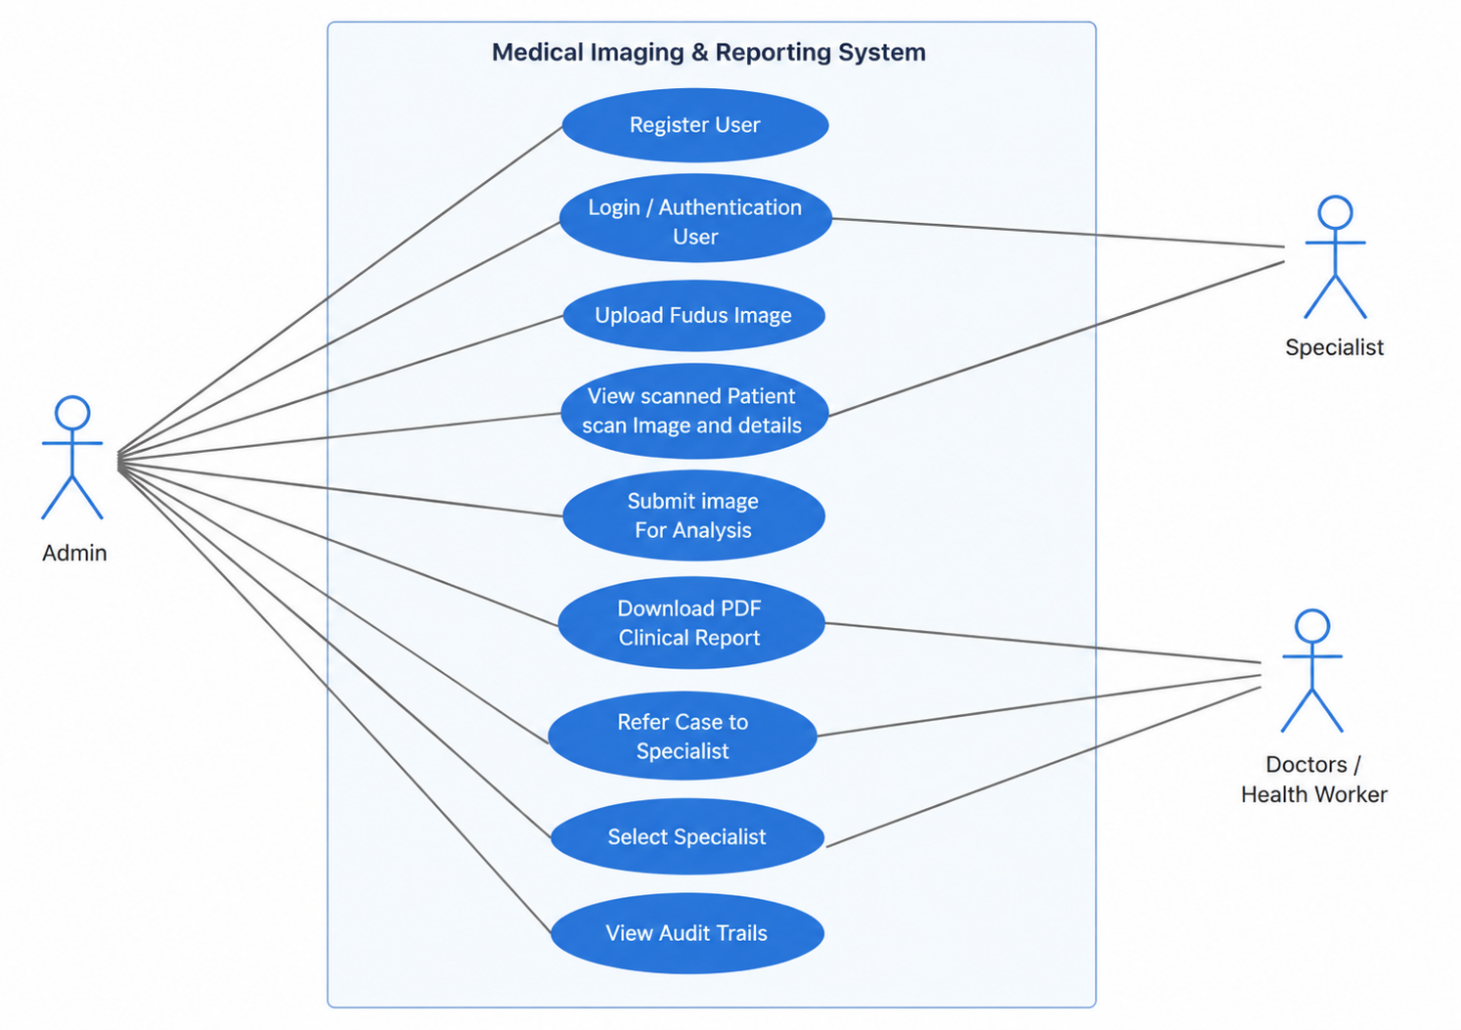 Medical Imaging & Reporting System
Register User
Login / Authentication
User
Upload Fudus Image
View scanned Patient
scan Image and details
Submit image
For Analysis
Download PDF
Clinical Report
Refer Case to
Specialist
Select Specialist
View Audit Trails
Admin
Specialist
Doctors /
Health Worker